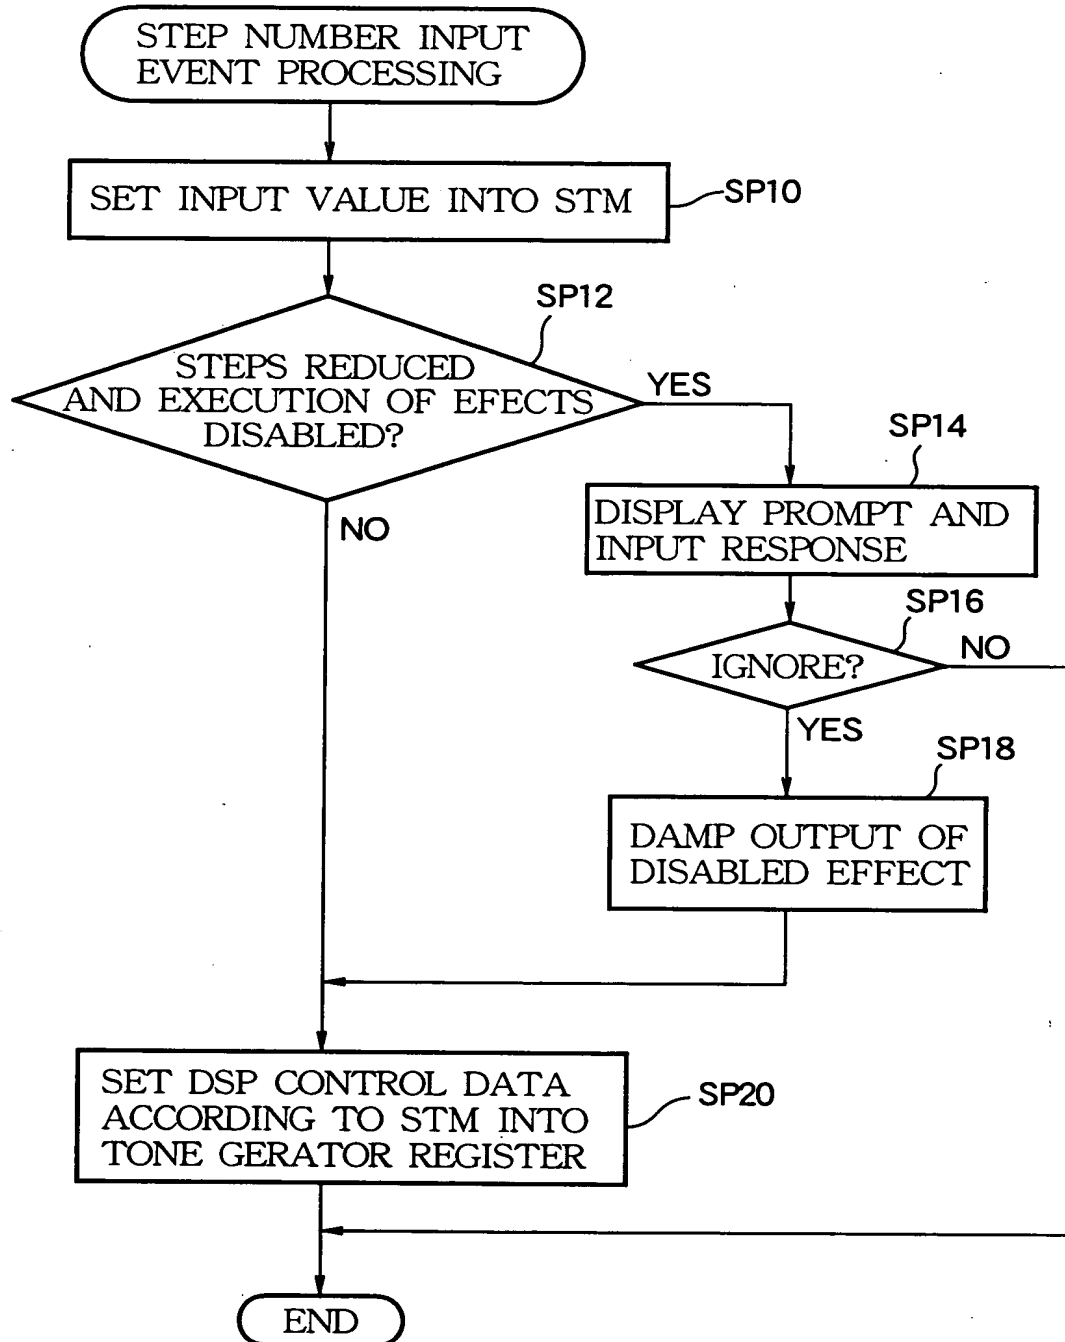 STEP NUMBER INPUT
EVENT PROCESSING
SET INPUT VALUE INTO STM
SP10
SP12
STEPS REDUCED
AND EXECUTION OF EFECTS
DISABLED?
YES
NO
SP14
DISPLAY PROMPT AND
INPUT RESPONSE
SP16
IGNORE?
NO
YES
SP18
DAMP OUTPUT OF
DISABLED EFFECT
SET DSP CONTROL DATA
ACCORDING TO STM INTO
TONE GERATOR REGISTER
SP20
END